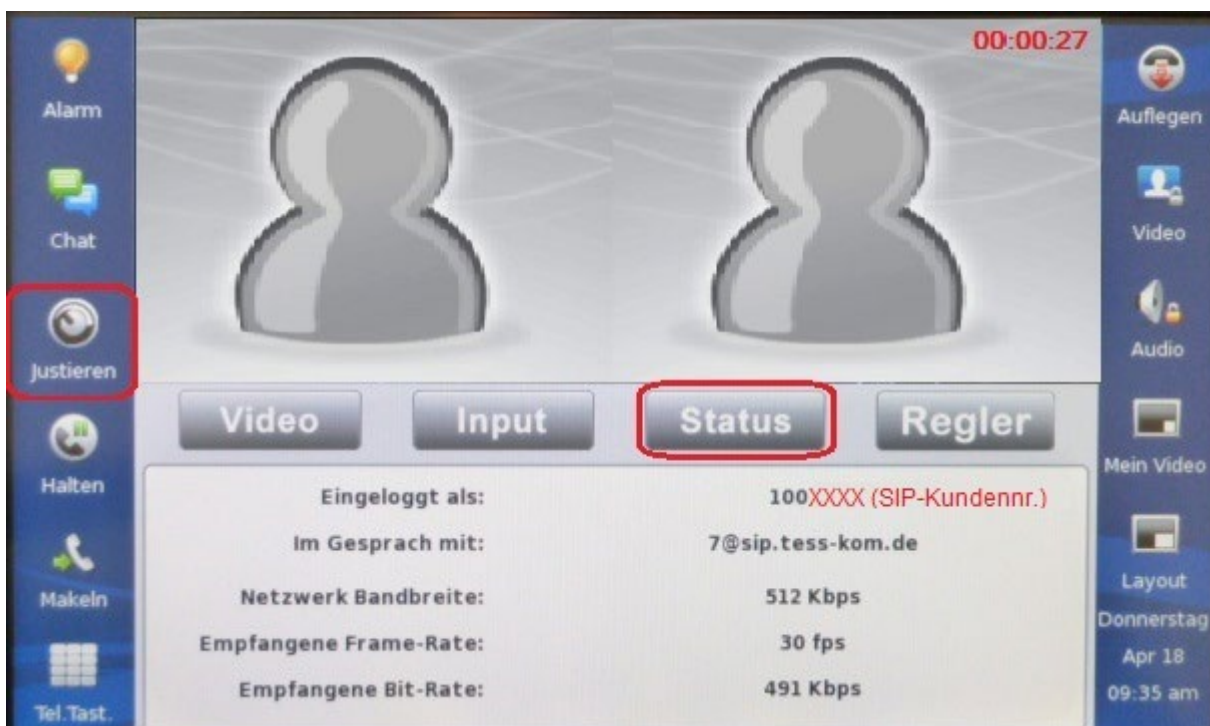 00:00:27
Alarm
Chat
Justieren
Halten
Makeln
Tel.Tast.
Auflegen
Video
Audio
Mein Video
Layout
Donnerstag
Apr 18
09:35 am
Video Input Status Regler
Eingeloggt als: 100XXXX (SIP-Kundennr.)
Im Gesprach mit: 7@sip.tess-kom.de
Netzwerk Bandbreite: 512 Kbps
Empfangene Frame-Rate: 30 fps
Empfangene Bit-Rate: 491 Kbps